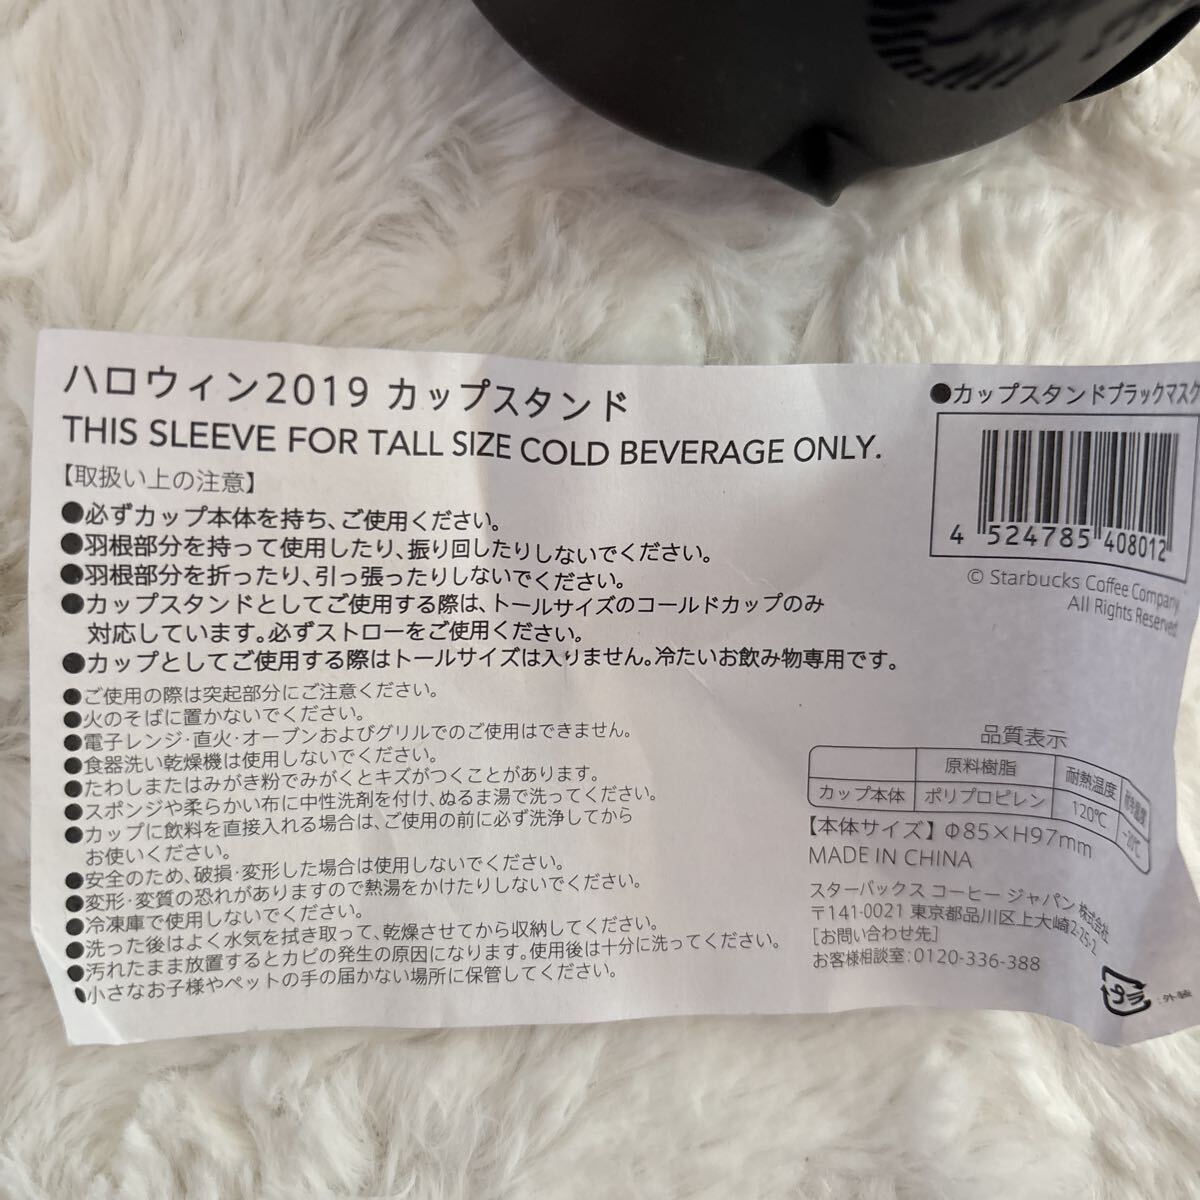 ハロウィン2019 カップスタンド
THIS SLEEVE FOR TALL SIZE COLD BEVERAGE ONLY.
【取扱い上の注意】
●必ずカップ本体を持ち、ご使用ください。
●羽根部分を持って使用したり、振り回したりしないでください。
●羽根部分を折ったり、引っ張ったりしないでください。
●カップスタンドとしてご使用する際は、トールサイズのコールドカップのみ
対応しています。必ずストローをご使用ください。
●カップとしてご使用する際はトールサイズは入りません。冷たいお飲み物専用です。
●ご使用の際は突起部分にご注意ください。
●火のそばに置かないでください。
●電子レンジ・直火・オーブンおよびグリルでのご使用はできません。
●食器洗い乾燥機は使用しないでください。
●たわしまたはみがき粉でみがくとキズがつくことがあります。
●スポンジや柔らかい布に中性洗剤を付け、ぬるま湯で洗ってください。
●カップに飲料を直接入れる場合は、ご使用の前に必ず洗浄してから
お使いください。
●安全のため、破損・変形した場合は使用しないでください。
●変形・変質の恐れがありますので熱湯をかけたりしないでください。
●冷凍庫で使用しないでください。
●洗った後はよく水気を拭き取って、乾燥させてから収納してください。
●汚れたまま放置するとカビの発生の原因になります。使用後は十分に洗ってください。
●小さなお子様やペットの手の届かない場所に保管してください。
●カップスタンドブラックマスク
4 524785 408012
© Starbucks Coffee Company
All Rights Reserved.
品質表示
原料樹脂 耐熱温度 耐冷温度
カップ本体 ポリプロピレン 120℃ -20℃
【本体サイズ】Φ85×H97mm
MADE IN CHINA
スターバックス コーヒー ジャパン 株式会社
〒141-0021 東京都品川区上大崎2-25-2
［お問い合わせ先］
お客様相談室：0120-336-388
プラ ：外装